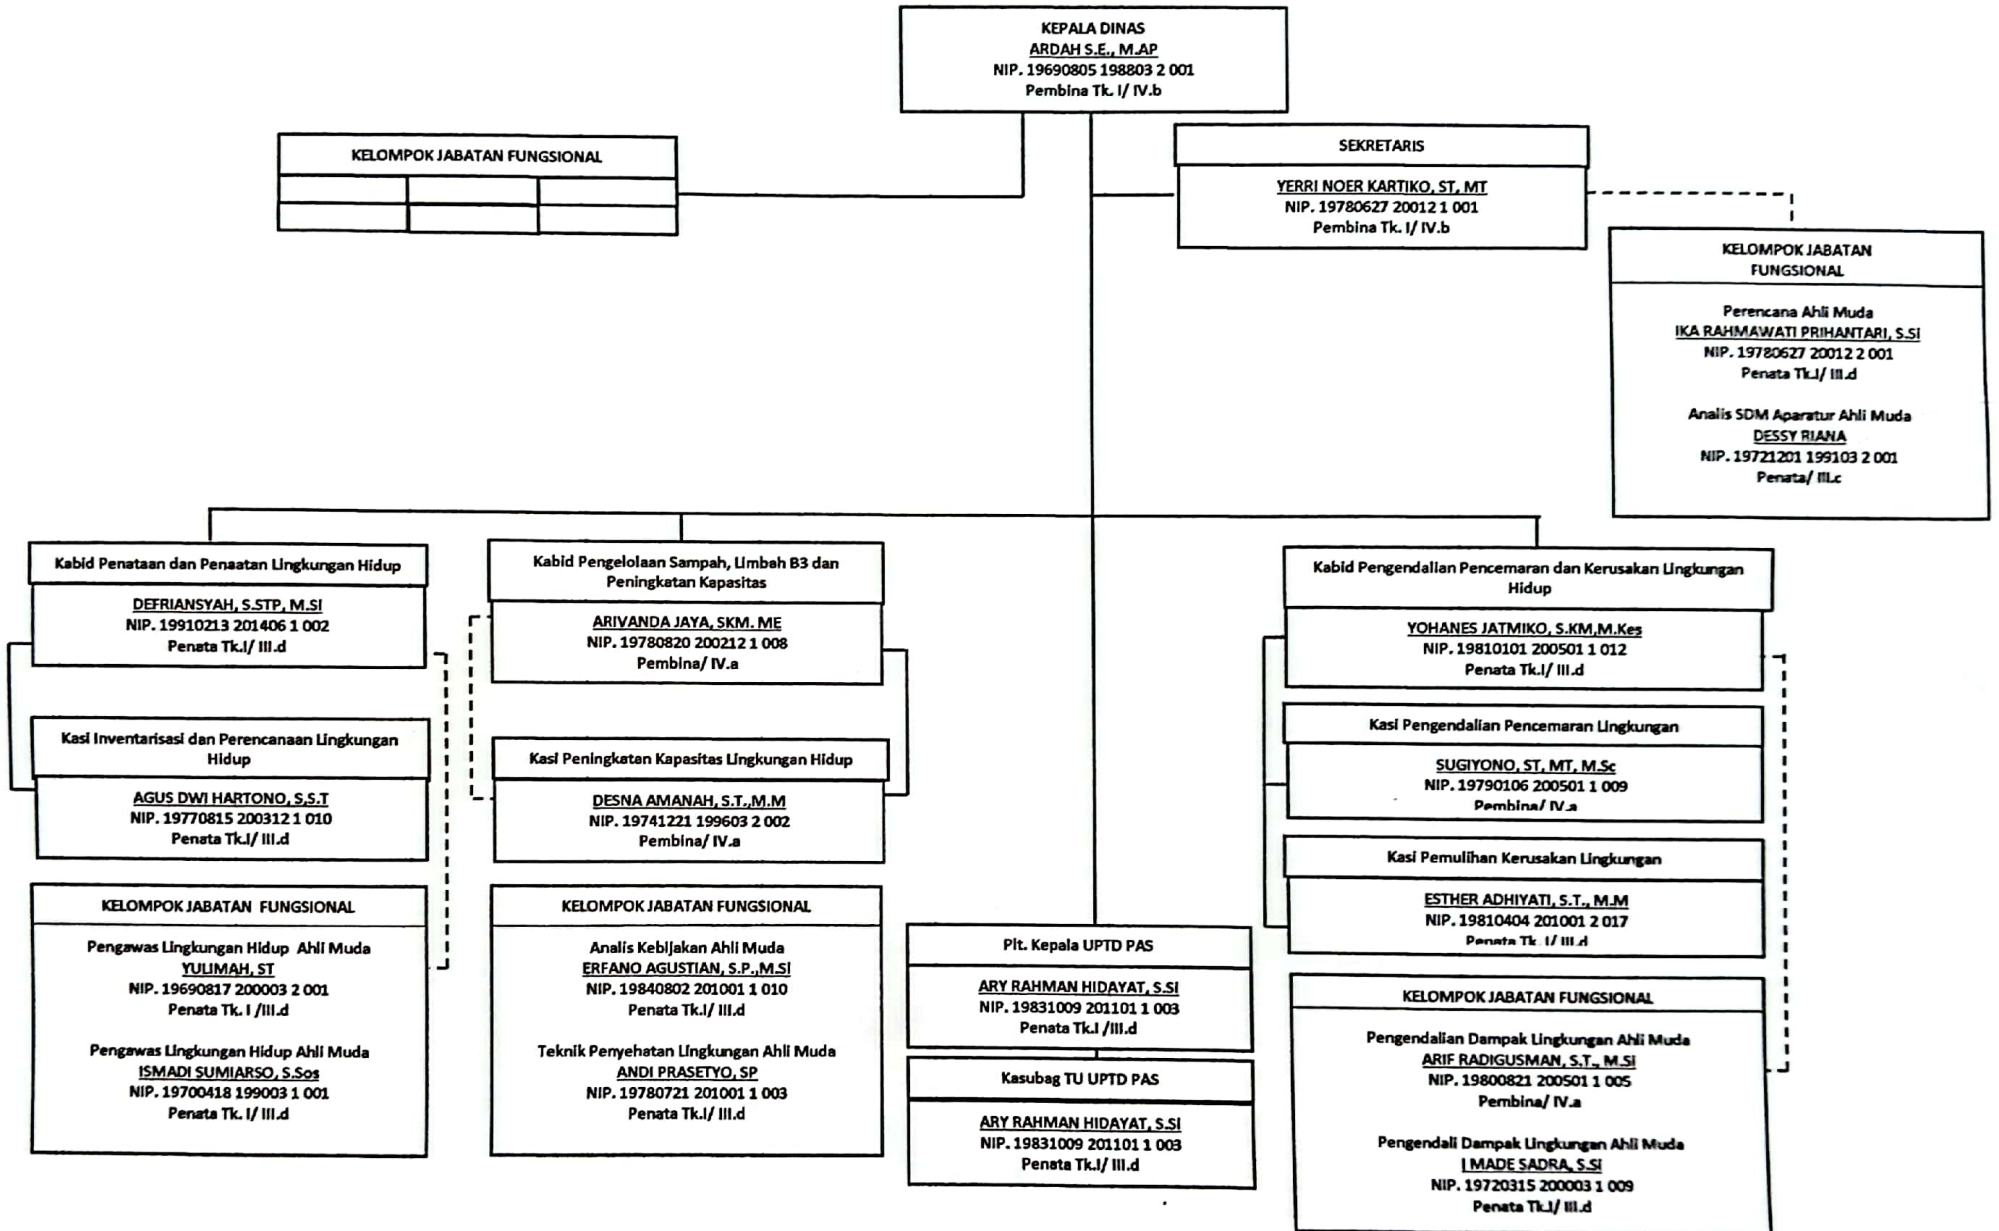 KEPALA DINAS
ARDAH S.E., M.AP
NIP. 19690805 198803 2 001
Pembina Tk. I/ IV.b
KELOMPOK JABATAN FUNGSIONAL
SEKRETARIS
YERRI NOER KARTIKO, ST, MT
NIP. 19780627 20012 1 001
Pembina Tk. I/ IV.b
KELOMPOK JABATAN
FUNGSIONAL
Perencana Ahli Muda
IKA RAHMAWATI PRIHANTARI, S.Si
NIP. 19780627 20012 2 001
Penata Tk.I/ III.d
Analis SDM Aparatur Ahli Muda
DESSY RIANA
NIP. 19721201 199103 2 001
Penata/ III.c
Kabid Penataan dan Penaatan Lingkungan Hidup
DEFRIANSYAH, S.STP, M.SI
NIP. 19910213 201406 1 002
Penata Tk.I/ III.d
Kasi Inventarisasi dan Perencanaan Lingkungan
Hidup
AGUS DWI HARTONO, S,S.T
NIP. 19770815 200312 1 010
Penata Tk.I/ III.d
KELOMPOK JABATAN FUNGSIONAL
Pengawas Lingkungan Hidup Ahli Muda
YULIMAH, ST
NIP. 19690817 200003 2 001
Penata Tk. I /III.d
Pengawas Lingkungan Hidup Ahli Muda
ISMADI SUMIARSO, S.Sos
NIP. 19700418 199003 1 001
Penata Tk. I/ III.d
Kabid Pengelolaan Sampah, Limbah B3 dan
Peningkatan Kapasitas
ARIVANDA JAYA, SKM. ME
NIP. 19780820 200212 1 008
Pembina/ IV.a
Kasi Peningkatan Kapasitas Lingkungan Hidup
DESNA AMANAH, S.T.,M.M
NIP. 19741221 199603 2 002
Pembina/ IV.a
KELOMPOK JABATAN FUNGSIONAL
Analis Kebijakan Ahli Muda
ERFANO AGUSTIAN, S.P.,M.Si
NIP. 19840802 201001 1 010
Penata Tk.I/ III.d
Teknik Penyehatan Lingkungan Ahli Muda
ANDI PRASETYO, SP
NIP. 19780721 201001 1 003
Penata Tk.I/ III.d
Plt. Kepala UPTD PAS
ARY RAHMAN HIDAYAT, S.SI
NIP. 19831009 201101 1 003
Penata Tk.I /III.d
Kasubag TU UPTD PAS
ARY RAHMAN HIDAYAT, S.SI
NIP. 19831009 201101 1 003
Penata Tk.I/ III.d
Kabid Pengendalian Pencemaran dan Kerusakan Lingkungan
Hidup
YOHANES JATMIKO, S.KM,M.Kes
NIP. 19810101 200501 1 012
Penata Tk.I/ III.d
Kasi Pengendalian Pencemaran Lingkungan
SUGIYONO, ST, MT, M.Sc
NIP. 19790106 200501 1 009
Pembina/ IV.a
Kasi Pemulihan Kerusakan Lingkungan
ESTHER ADHIYATI, S.T., M.M
NIP. 19810404 201001 2 017
Penata Tk. I/ III.d
KELOMPOK JABATAN FUNGSIONAL
Pengendalian Dampak Lingkungan Ahli Muda
ARIF RADIGUSMAN, S.T., M.Si
NIP. 19800821 200501 1 005
Pembina/ IV.a
Pengendali Dampak Lingkungan Ahli Muda
I MADE SADRA, S.Si
NIP. 19720315 200003 1 009
Penata Tk.I/ III.d